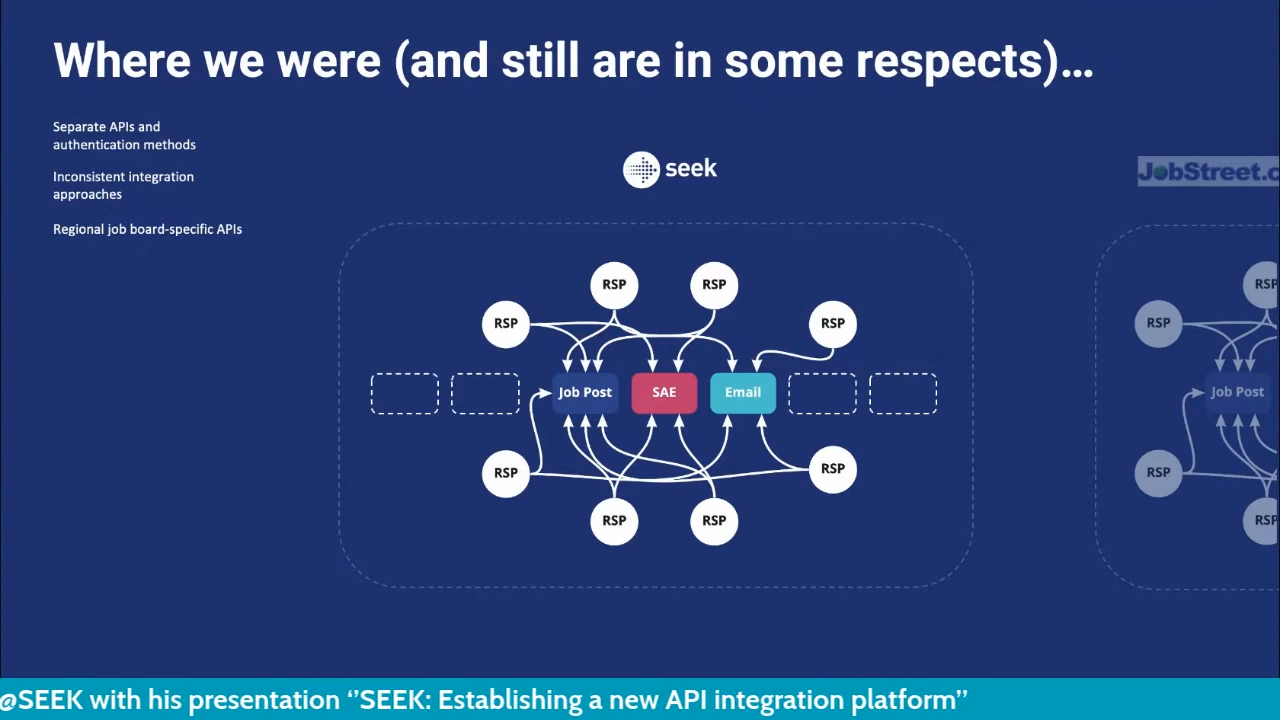 Where we were (and still are in some respects)...
Separate APIs and
authentication methods
Inconsistent integration
approaches
Regional job board-specific APIs
seek
JobStreet.c
RSP
RSP
RSP
RSP
Job Post
SAE
Email
RSP
RSP
RSP
RSP
RSP
RSP
Job Post
RSP
RSP
@SEEK with his presentation ‘’SEEK: Establishing a new API integration platform’’